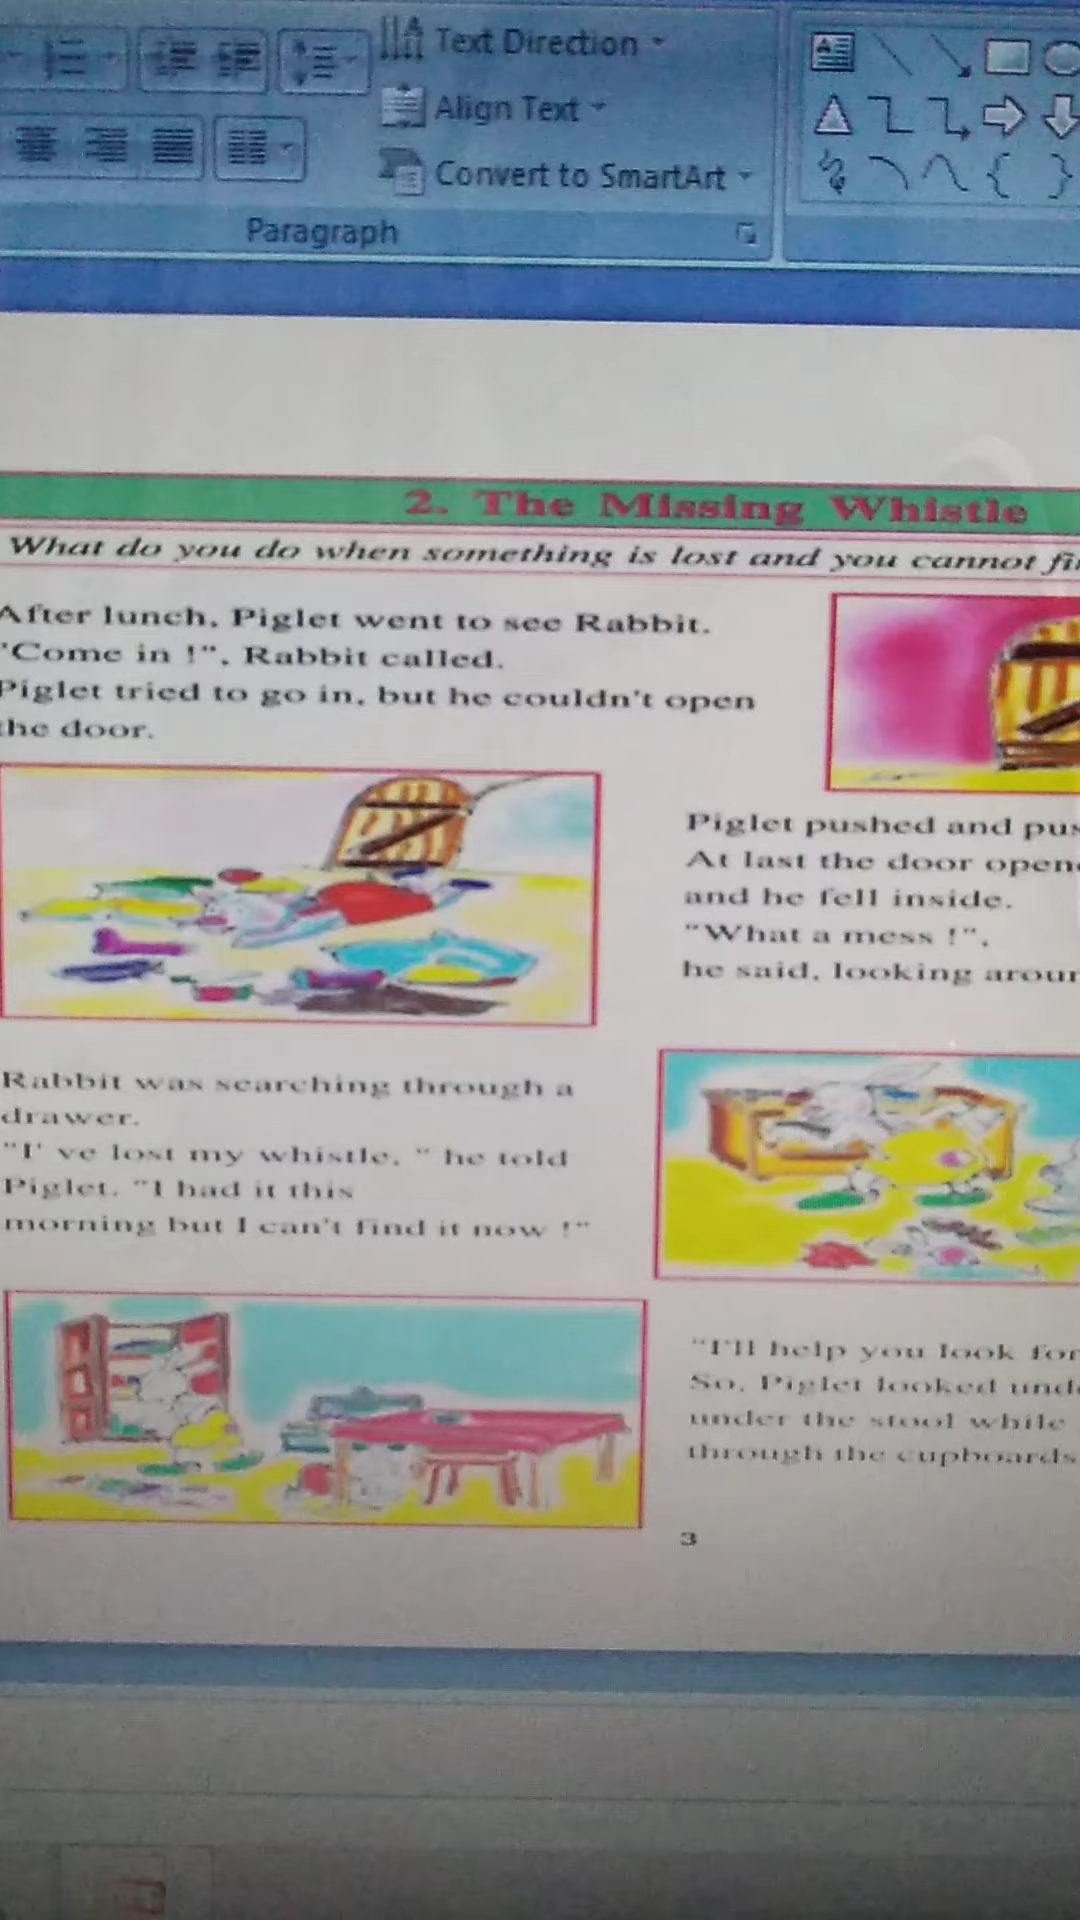 Text Direction
Align Text
Convert to SmartArt
Paragraph
2. The Missing Whistle
What do you do when something is lost and you cannot
After lunch, Piglet went to see Rabbit.
"Come in !", Rabbit called.
Piglet tried to go in, but he couldn't open
the door.
Piglet pushed and
At last the door
and he fell inside.
"What a mess !",
he said, looking
Rabbit was searching through a
drawer.
"I' ve lost my whistle, " he told
Piglet. "I had it this
morning but I can't find it now !"
"I'll help you look for
So, Piglet looked
under the stool while
through the cupboards
3